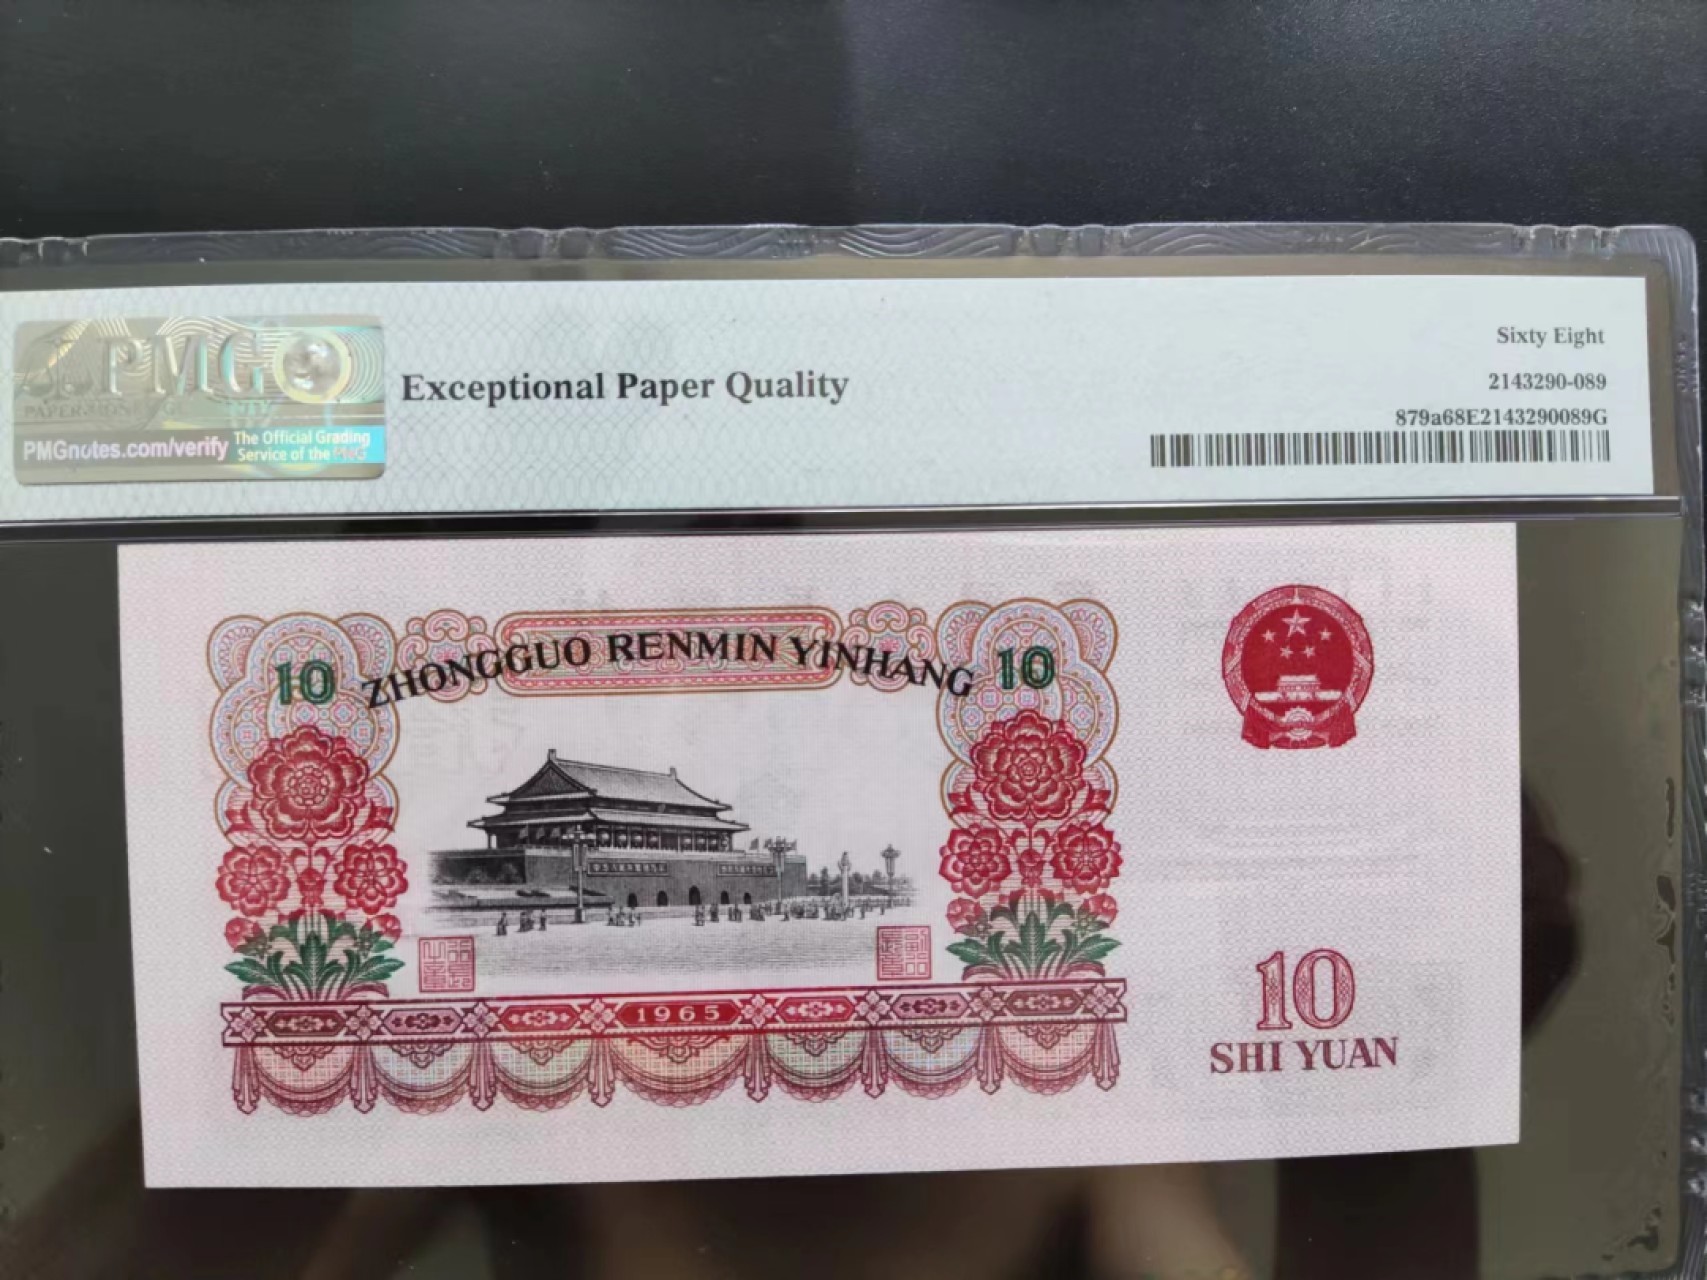 PMG
PMGnotes.com/verify
The Official Grading
Service of the
Exceptional Paper Quality
Sixty Eight
2143290-089
879a68E2143290089G
10
ZHONGGUO RENMIN YINHANG
10
1965
10
SHI YUAN